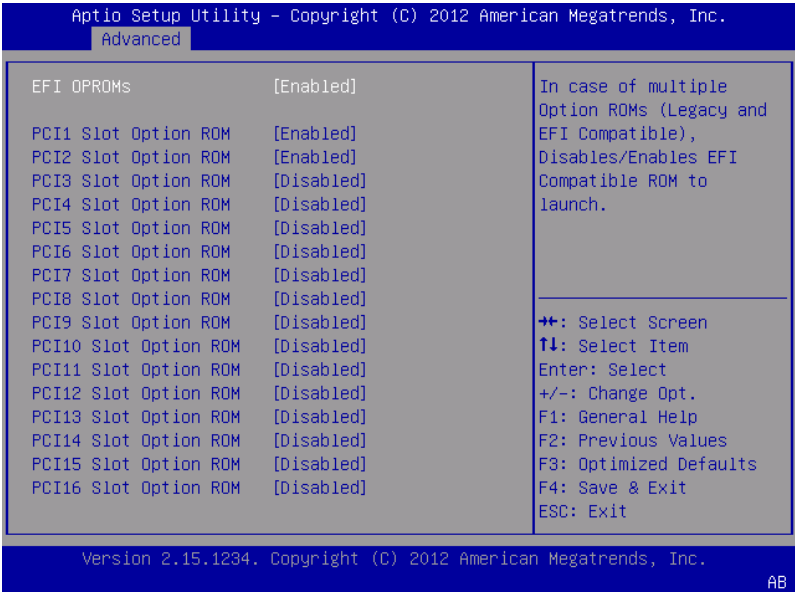 Aptio Setup Utility – Copyright (C) 2012 American Megatrends, Inc.
Advanced
EFI OPROMs [Enabled]
PCI1 Slot Option ROM [Enabled]
PCI2 Slot Option ROM [Enabled]
PCI3 Slot Option ROM [Disabled]
PCI4 Slot Option ROM [Disabled]
PCI5 Slot Option ROM [Disabled]
PCI6 Slot Option ROM [Disabled]
PCI7 Slot Option ROM [Disabled]
PCI8 Slot Option ROM [Disabled]
PCI9 Slot Option ROM [Disabled]
PCI10 Slot Option ROM [Disabled]
PCI11 Slot Option ROM [Disabled]
PCI12 Slot Option ROM [Disabled]
PCI13 Slot Option ROM [Disabled]
PCI14 Slot Option ROM [Disabled]
PCI15 Slot Option ROM [Disabled]
PCI16 Slot Option ROM [Disabled]
In case of multiple
Option ROMs (Legacy and
EFI Compatible),
Disables/Enables EFI
Compatible ROM to
launch.
→←: Select Screen
↑↓: Select Item
Enter: Select
+/-: Change Opt.
F1: General Help
F2: Previous Values
F3: Optimized Defaults
F4: Save & Exit
ESC: Exit
Version 2.15.1234. Copyright (C) 2012 American Megatrends, Inc.
AB